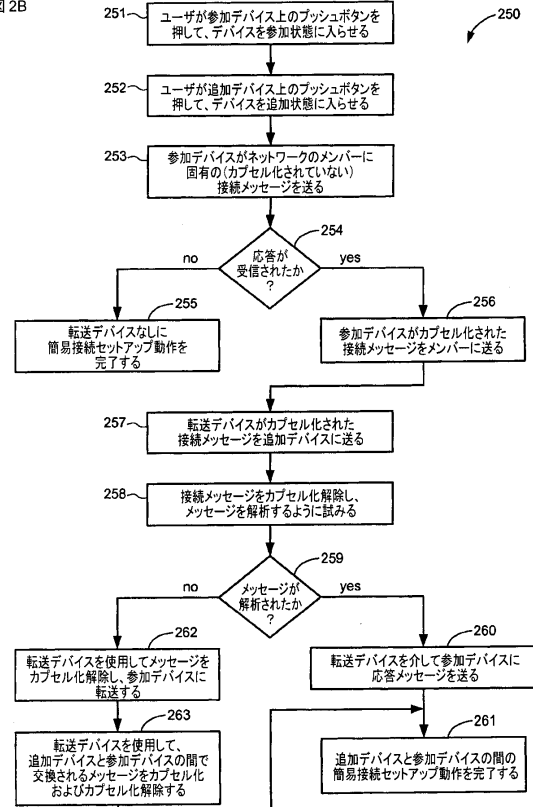 図 2B
250
251
ユーザが参加デバイス上のプッシュボタンを
押して、デバイスを参加状態に入らせる
252
ユーザが追加デバイス上のプッシュボタンを
押して、デバイスを追加状態に入らせる
253
参加デバイスがネットワークのメンバーに
固有の(カプセル化されていない)
接続メッセージを送る
254
応答が
受信されたか
?
no
yes
255
転送デバイスなしに
簡易接続セットアップ動作を
完了する
256
参加デバイスがカプセル化された
接続メッセージをメンバーに送る
257
転送デバイスがカプセル化された
接続メッセージを追加デバイスに送る
258
接続メッセージをカプセル化解除し、
メッセージを解析するように試みる
259
メッセージが
解析されたか
?
no
yes
262
転送デバイスを使用してメッセージを
カプセル化解除し、参加デバイスに
転送する
260
転送デバイスを介して参加デバイスに
応答メッセージを送る
263
転送デバイスを使用して、
追加デバイスと参加デバイスの間で
交換されるメッセージをカプセル化
およびカプセル化解除する
261
追加デバイスと参加デバイスの間の
簡易接続セットアップ動作を完了する